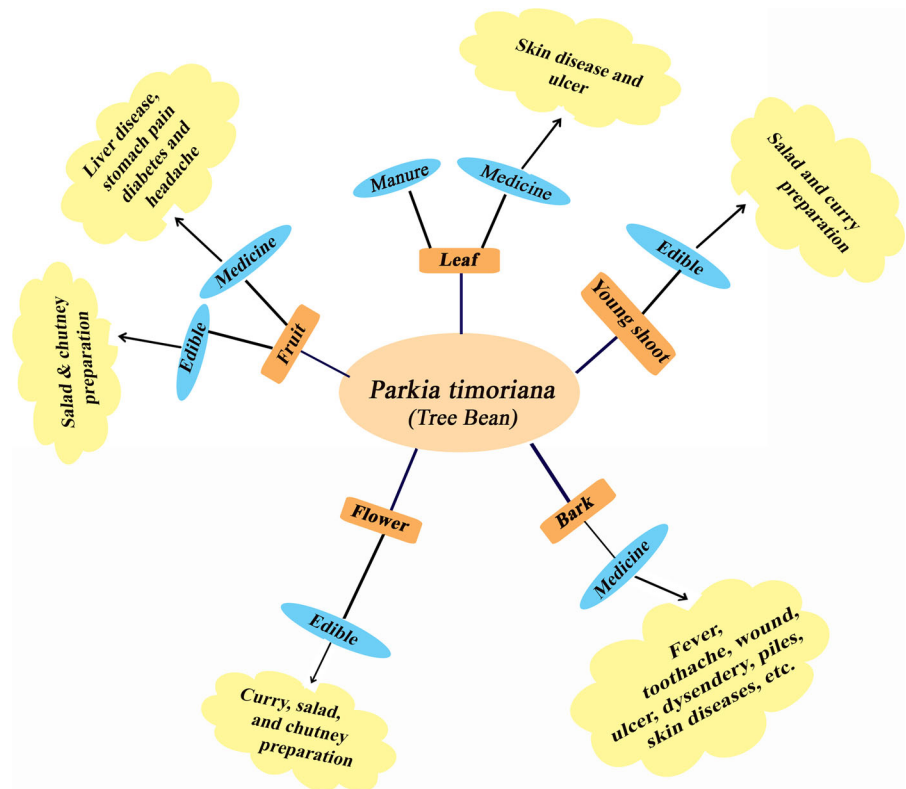 Skin disease and
ulcer
Liver disease,
stomach pain
diabetes and
headache
Salad and curry
preparation
Manure
Medicine
Medicine
Edible
Leaf
Young shoot
Salad & chutney
preparation
Edible
Fruit
Parkia timoriana
(Tree Bean)
Flower
Bark
Edible
Medicine
Curry, salad,
and chutney
preparation
Fever,
toothache, wound,
ulcer, dysendery, piles,
skin diseases, etc.